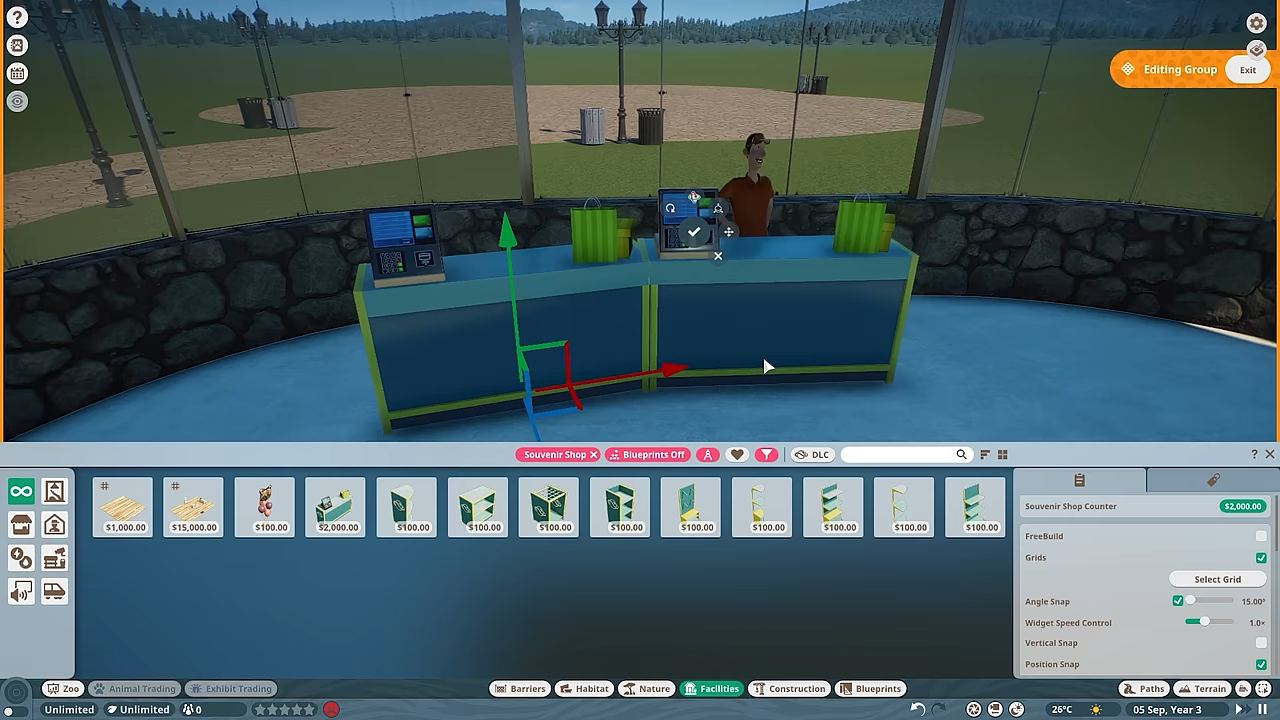 ?
Editing Group
Exit
Souvenir Shop
Blueprints Off
DLC
?
$1,000.00
$15,000.00
$100.00
$2,000.00
$100.00
$100.00
$100.00
$100.00
$100.00
$100.00
$100.00
$100.00
$100.00
Souvenir Shop Counter
$2,000.00
FreeBuild
Grids
Select Grid
Angle Snap
15.00°
Widget Speed Control
1.0×
Vertical Snap
Position Snap
Zoo
Animal Trading
Exhibit Trading
Barriers
Habitat
Nature
Facilities
Construction
Blueprints
Paths
Terrain
Unlimited
Unlimited
0
26°C
05 Sep, Year 3